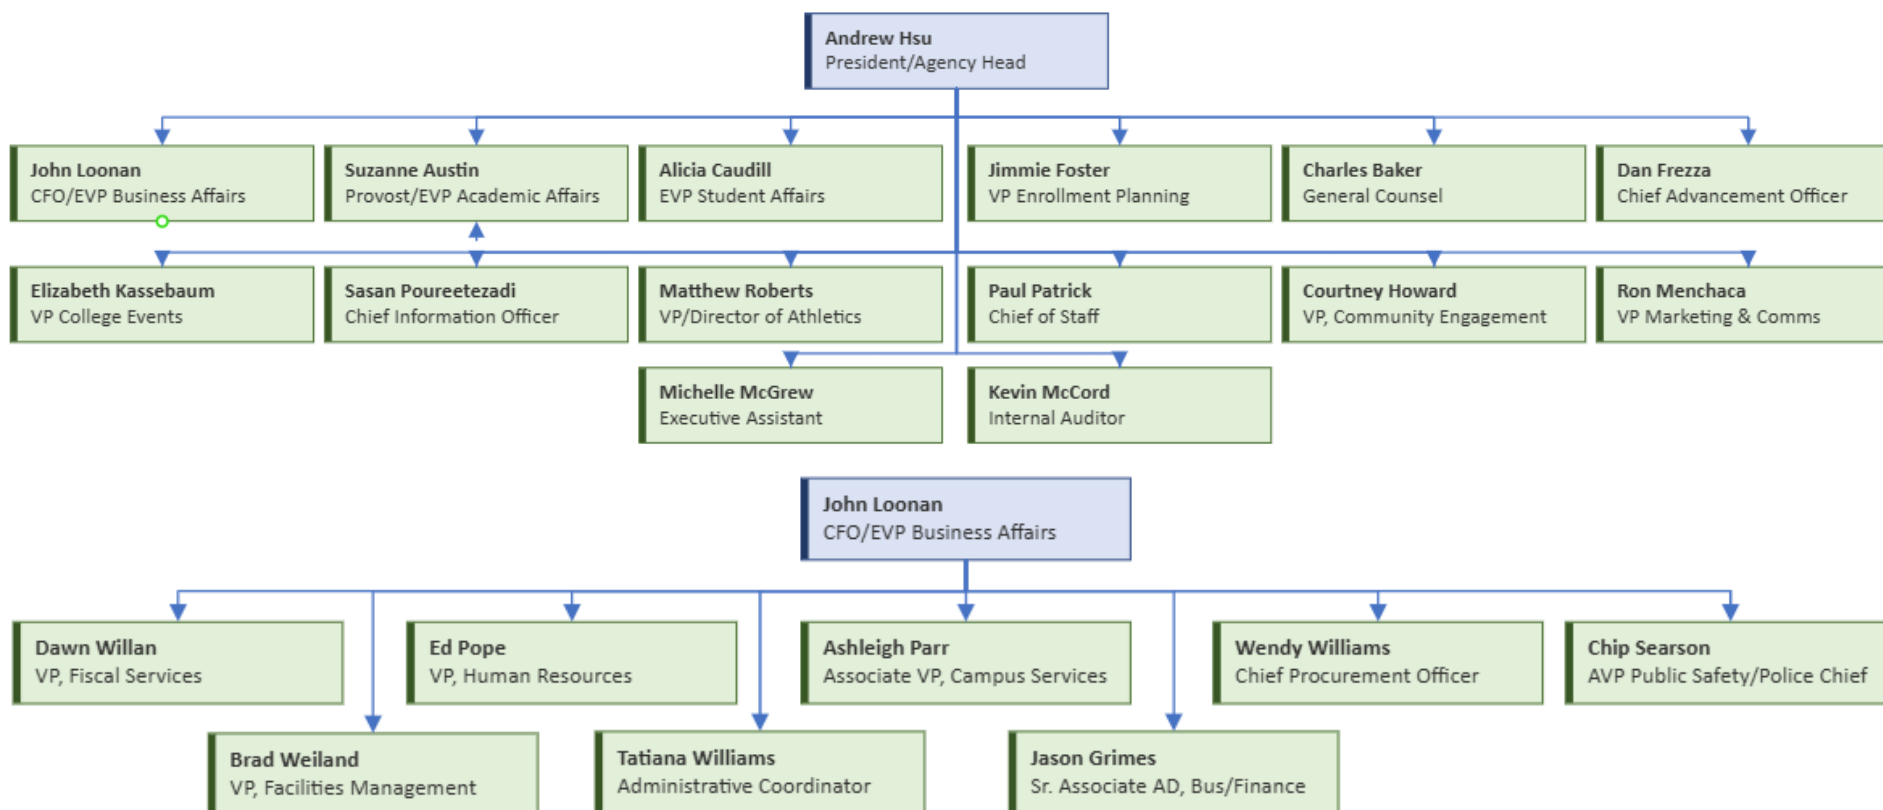 Andrew Hsu
President/Agency Head
John Loonan
CFO/EVP Business Affairs
Suzanne Austin
Provost/EVP Academic Affairs
Alicia Caudill
EVP Student Affairs
Jimmie Foster
VP Enrollment Planning
Charles Baker
General Counsel
Dan Frezza
Chief Advancement Officer
Elizabeth Kassebaum
VP College Events
Sasan Poureetezadi
Chief Information Officer
Matthew Roberts
VP/Director of Athletics
Paul Patrick
Chief of Staff
Courtney Howard
VP, Community Engagement
Ron Menchaca
VP Marketing & Comms
Michelle McGrew
Executive Assistant
Kevin McCord
Internal Auditor
John Loonan
CFO/EVP Business Affairs
Dawn Willan
VP, Fiscal Services
Ed Pope
VP, Human Resources
Ashleigh Parr
Associate VP, Campus Services
Wendy Williams
Chief Procurement Officer
Chip Searson
AVP Public Safety/Police Chief
Brad Weiland
VP, Facilities Management
Tatiana Williams
Administrative Coordinator
Jason Grimes
Sr. Associate AD, Bus/Finance